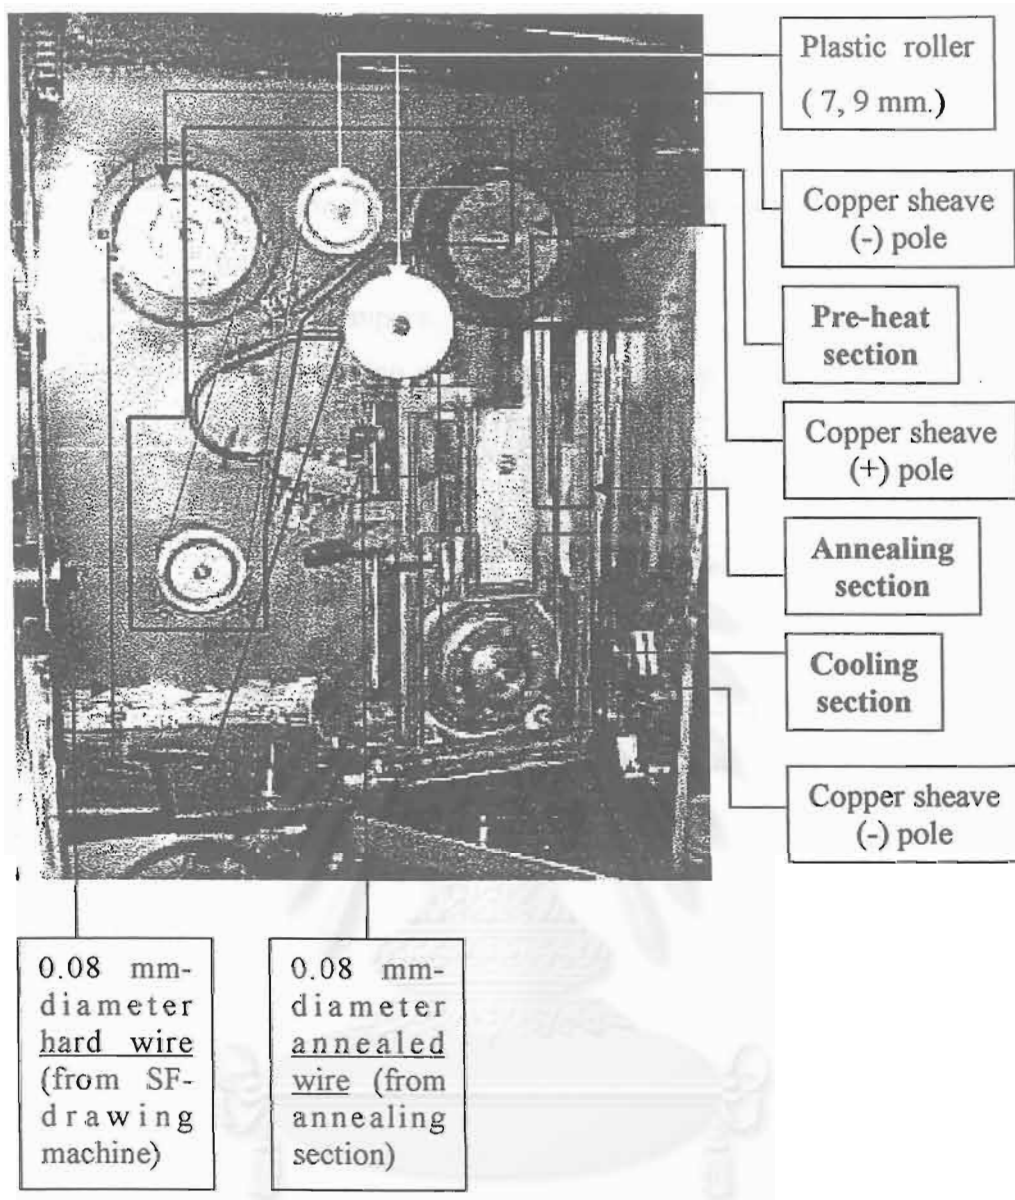 Plastic roller
( 7, 9 mm.)
Copper sheave
(-) pole
Pre-heat
section
Copper sheave
(+) pole
Annealing
section
Cooling
section
Copper sheave
(-) pole
0.08 mm-
diameter
hard wire
(from SF-
drawing
machine)
0.08 mm-
diameter
annealed
wire (from
annealing
section)